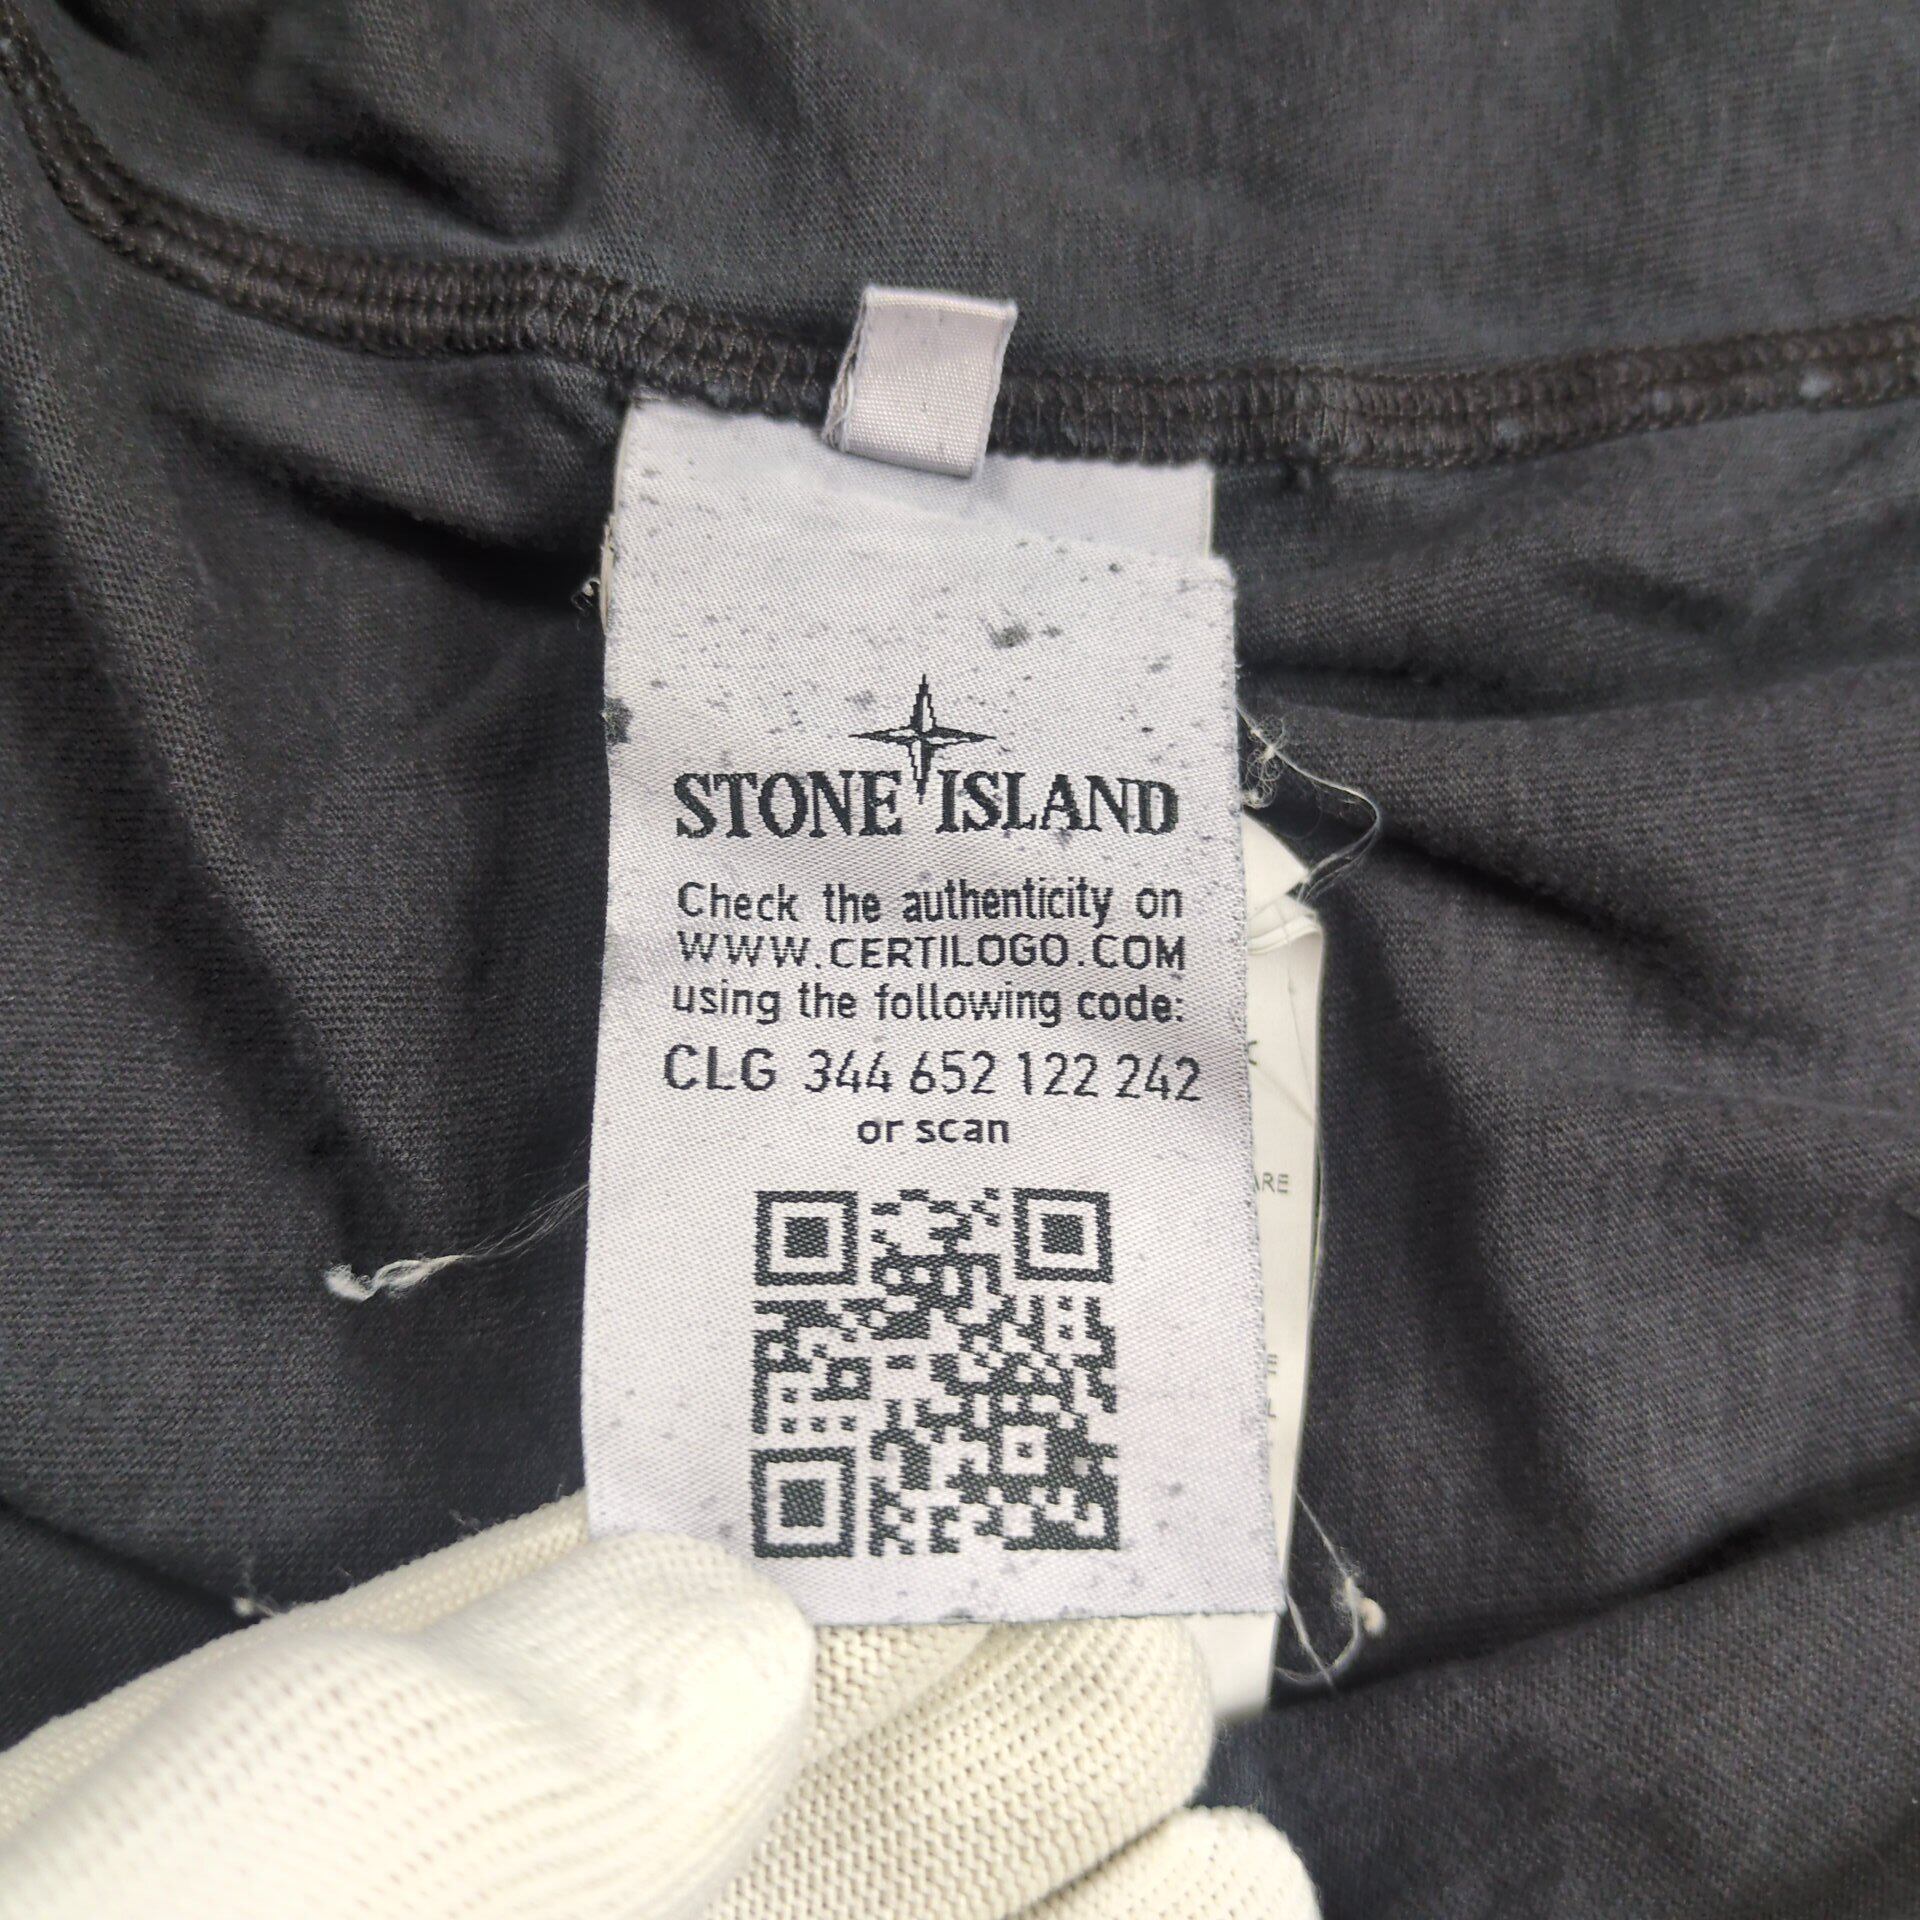 STONE ISLAND
Check the authenticity on
WWW.CERTILOGO.COM
using the following code:
CLG 344 652 122 242
or scan